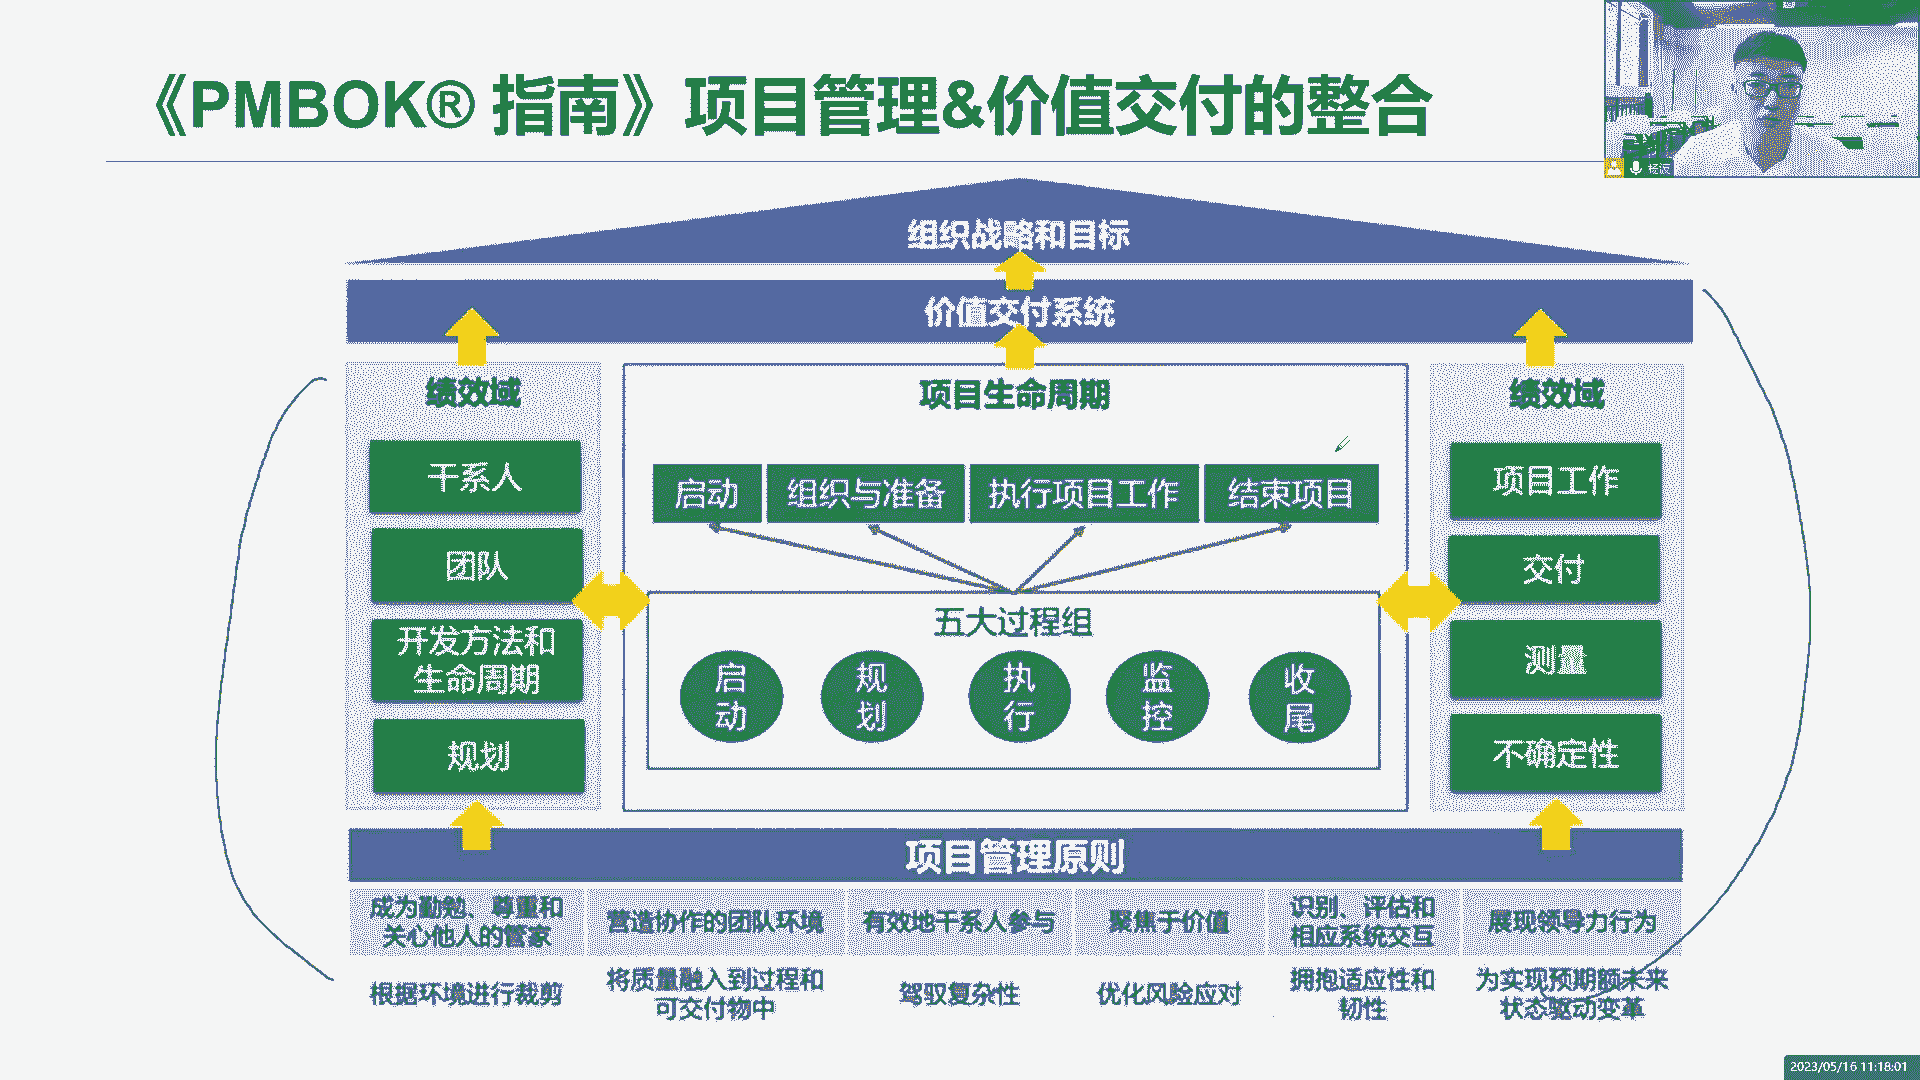 《PMBOK® 指南》项目管理&价值交付的整合
组织战略和目标
价值交付系统
绩效域
干系人
团队
开发方法和
生命周期
规划
项目生命周期
启动
组织与准备
执行项目工作
结束项目
五大过程组
启
动
规
划
执
行
监
控
收
尾
绩效域
项目工作
交付
测量
不确定性
项目管理原则
成为勤勉、尊重和
关心他人的管家
营造协作的团队环境
有效地干系人参与
聚焦于价值
识别、评估和
相应系统交互
展现领导力行为
根据环境进行裁剪
将质量融入到过程和
可交付物中
驾驭复杂性
优化风险应对
拥抱适应性和
韧性
为实现预期额未来
状态驱动变革
2023/05/16 11:18:01